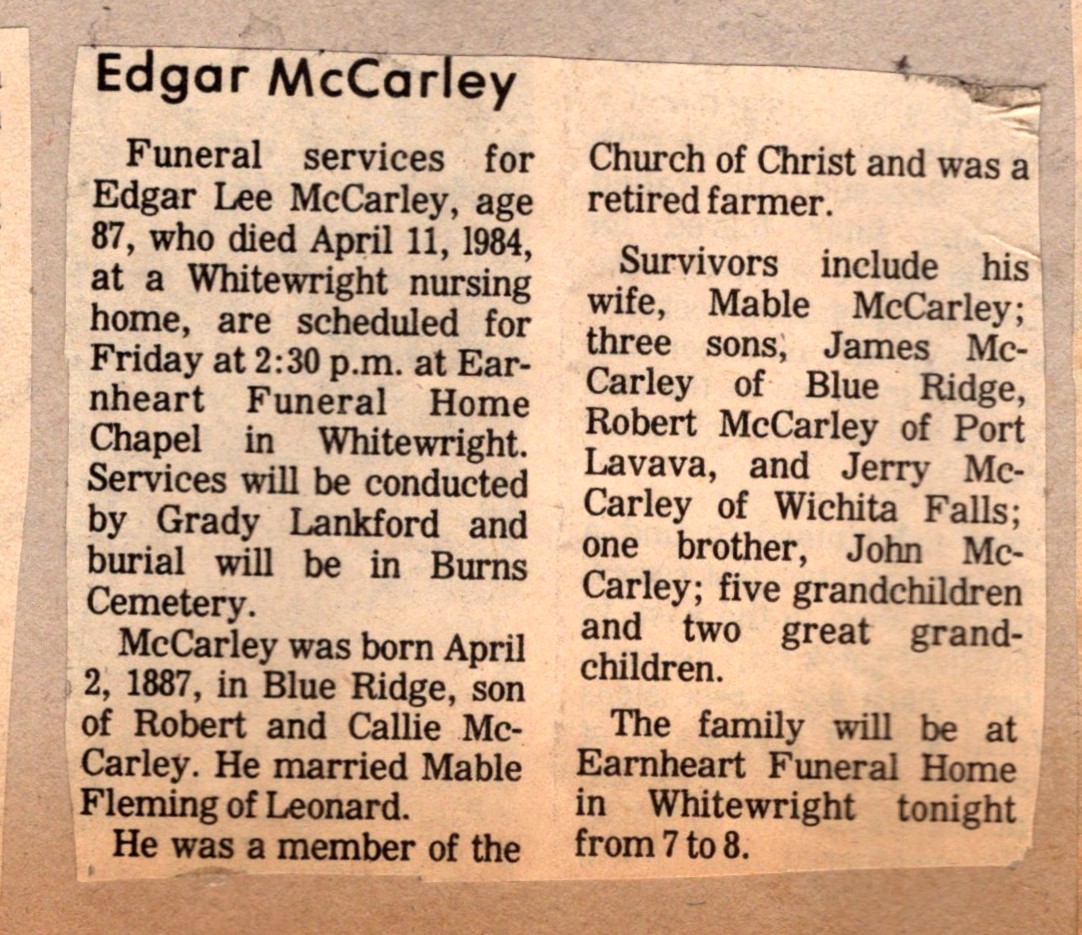 Edgar McCarley
Funeral services for
Edgar Lee McCarley, age
87, who died April 11, 1984,
at a Whitewright nursing
home, are scheduled for
Friday at 2:30 p.m. at Ear-
nheart Funeral Home
Chapel in Whitewright.
Services will be conducted
by Grady Lankford and
burial will be in Burns
Cemetery.
McCarley was born April
2, 1887, in Blue Ridge, son
of Robert and Callie Mc-
Carley. He married Mable
Fleming of Leonard.
He was a member of the
Church of Christ and was a
retired farmer.
Survivors include his
wife, Mable McCarley;
three sons, James Mc-
Carley of Blue Ridge,
Robert McCarley of Port
Lavava, and Jerry Mc-
Carley of Wichita Falls;
one brother, John Mc-
Carley; five grandchildren
and two great grand-
children.
The family will be at
Earnheart Funeral Home
in Whitewright tonight
from 7 to 8.